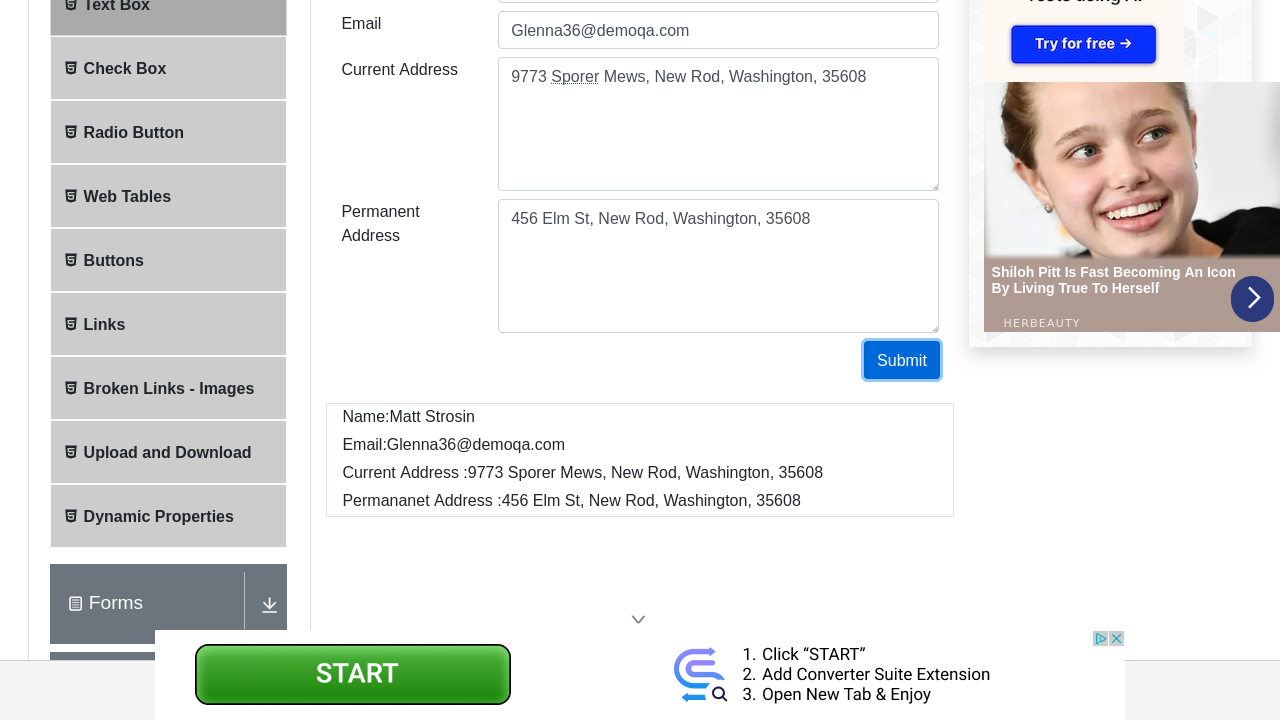 Text Box
Email
Glenna36@demoqa.com
Try for free →
Check Box
Current Address
9773 Sporer Mews, New Rod, Washington, 35608
Radio Button
Web Tables
Permanent
Address
456 Elm St, New Rod, Washington, 35608
Buttons
Shiloh Pitt Is Fast Becoming An Icon
By Living True To Herself
HERBEAUTY
Links
Submit
Broken Links - Images
Name:Matt Strosin
Email:Glenna36@demoqa.com
Upload and Download
Current Address :9773 Sporer Mews, New Rod, Washington, 35608
Permananet Address :456 Elm St, New Rod, Washington, 35608
Dynamic Properties
Forms
START
1. Click “START”
2. Add Converter Suite Extension
3. Open New Tab & Enjoy